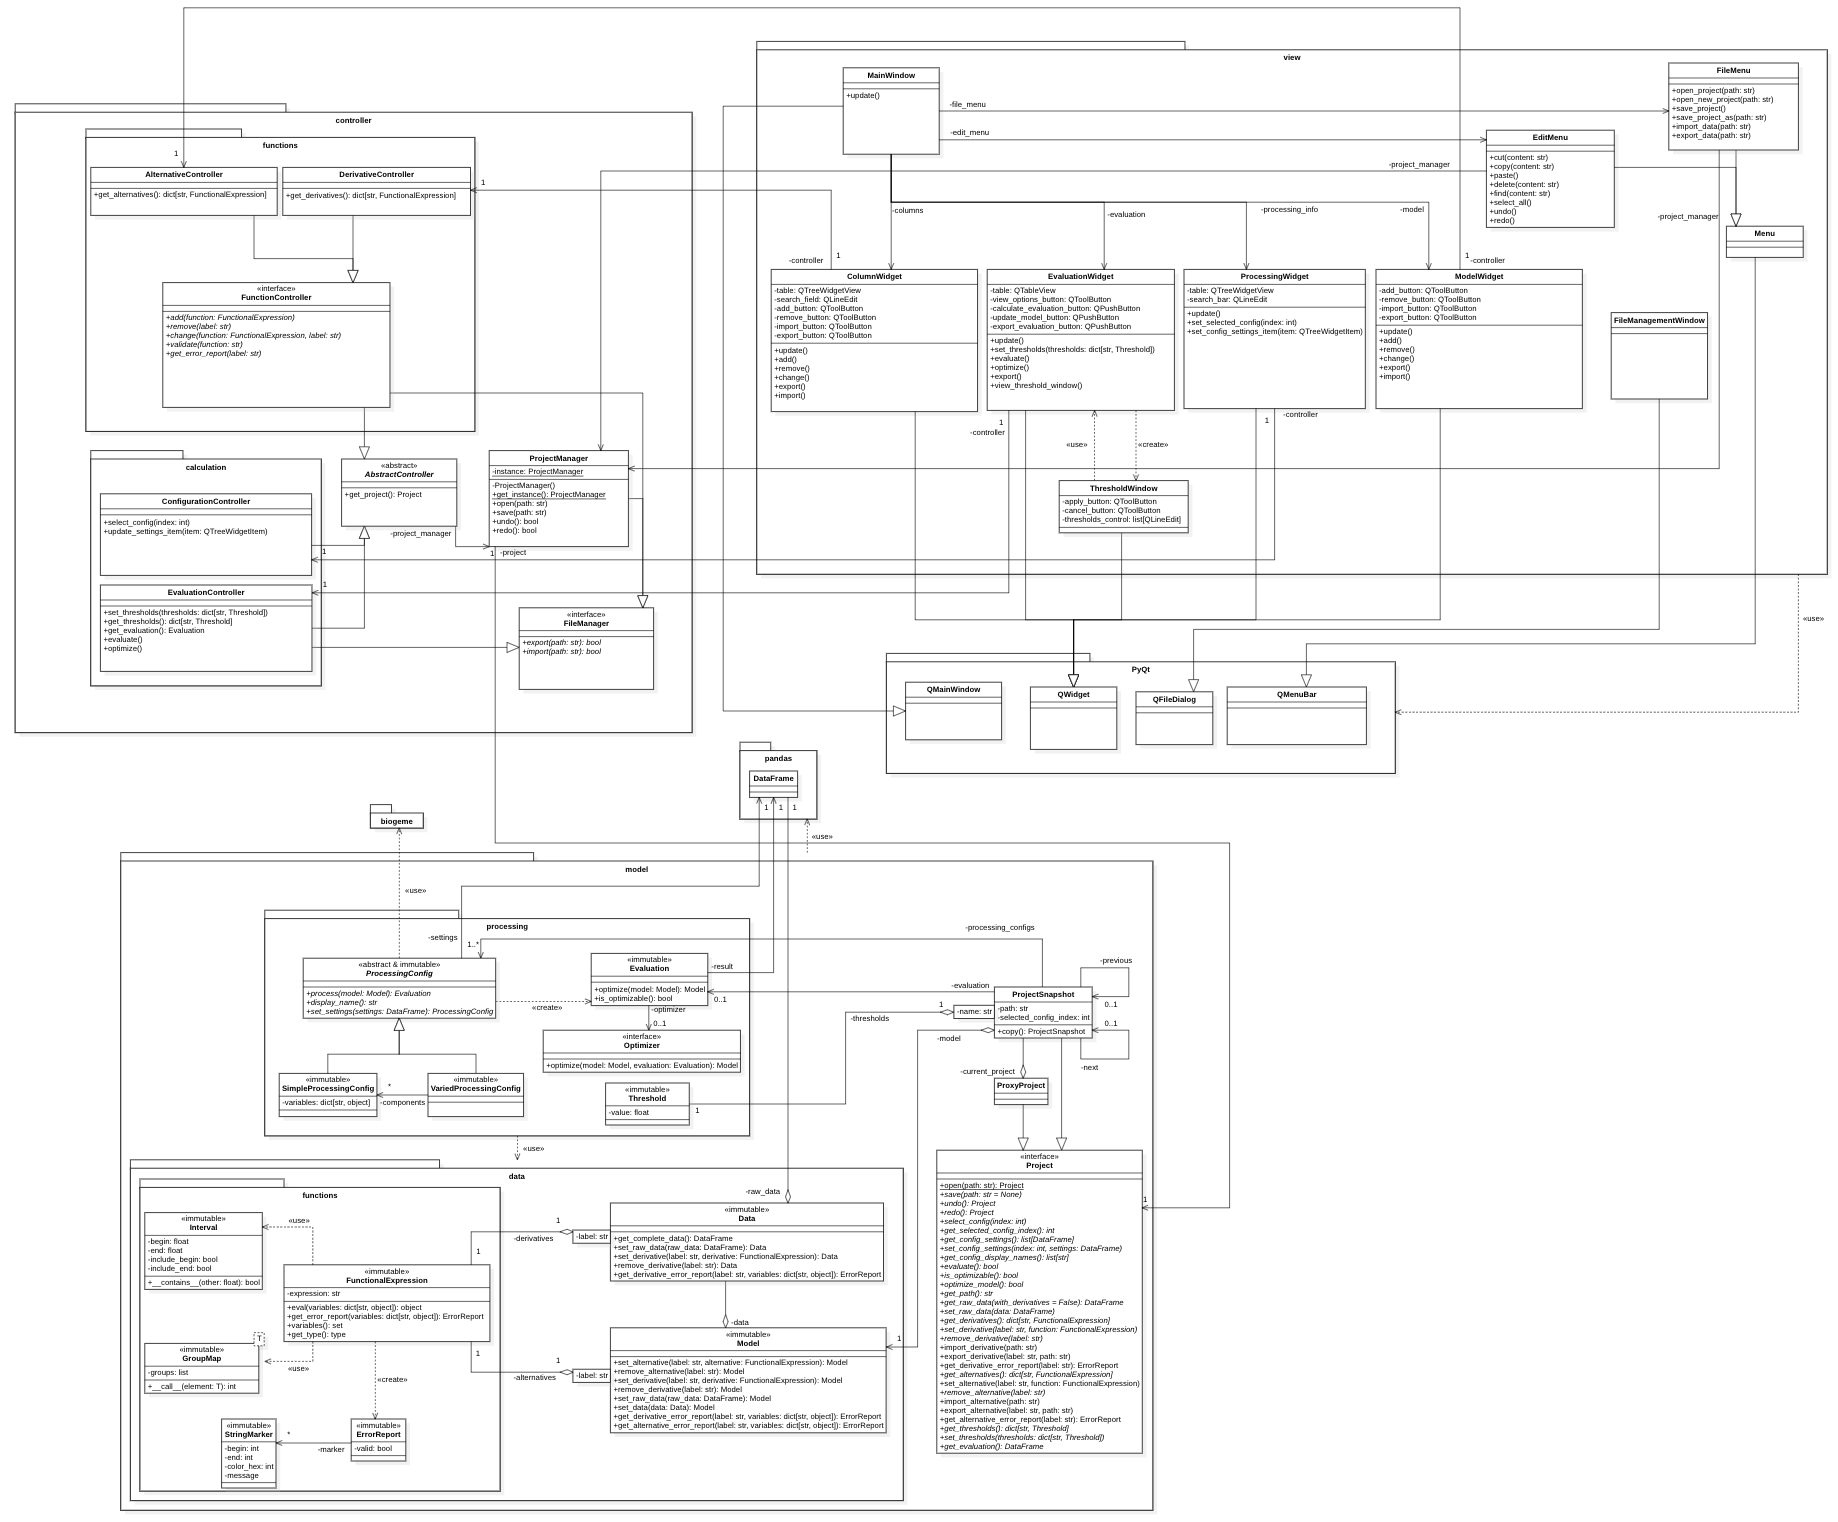 view
MainWindow
+update()
-file_menu
-edit_menu
FileMenu
+open_project(path: str)
+open_new_project(path: str)
+save_project()
+save_project_as(path: str)
+import_data(path: str)
+export_data(path: str)
EditMenu
+cut(content: str)
+copy(content: str)
+paste()
+delete(content: str)
+find(content: str)
+select_all()
+undo()
+redo()
-project_manager
-project_manager
Menu
-columns
-evaluation
-processing_info
-model
-controller
1
1
-controller
ColumnWidget
-table: QTreeWidgetView
-search_field: QLineEdit
-add_button: QToolButton
-remove_button: QToolButton
-import_button: QToolButton
-export_button: QToolButton
+update()
+add()
+remove()
+change()
+export()
+import()
EvaluationWidget
-table: QTableView
-view_options_button: QToolButton
-calculate_evaluation_button: QPushButton
-update_model_button: QPushButton
-export_evaluation_button: QPushButton
+update()
+set_thresholds(thresholds: dict[str, Threshold])
+evaluate()
+optimize()
+export()
+view_threshold_window()
ProcessingWidget
-table: QTreeWidgetView
-search_bar: QLineEdit
+update()
+set_selected_config(index: int)
+set_config_settings_item(item: QTreeWidgetItem)
ModelWidget
-add_button: QToolButton
-remove_button: QToolButton
-import_button: QToolButton
-export_button: QToolButton
+update()
+add()
+remove()
+change()
+export()
+import()
FileManagementWindow
1
-controller
«use»
«create»
1
-controller
ThresholdWindow
-apply_button: QToolButton
-cancel_button: QToolButton
-thresholds_control: list[QLineEdit]
«use»
controller
functions
1
AlternativeController
+get_alternatives(): dict[str, FunctionalExpression]
DerivativeController
+get_derivatives(): dict[str, FunctionalExpression]
1
«interface»
FunctionController
+add(function: FunctionalExpression)
+remove(label: str)
+change(function: FunctionalExpression, label: str)
+validate(function: str)
+get_error_report(label: str)
calculation
ConfigurationController
+select_config(index: int)
+update_settings_item(item: QTreeWidgetItem)
1
EvaluationController
+set_thresholds(thresholds: dict[str, Threshold])
+get_thresholds(): dict[str, Threshold]
+get_evaluation(): Evaluation
+evaluate()
+optimize()
1
«abstract»
AbstractController
+get_project(): Project
-project_manager
ProjectManager
-instance: ProjectManager
-ProjectManager()
+get_instance(): ProjectManager
+open(path: str)
+save(path: str)
+undo(): bool
+redo(): bool
1
-project
«interface»
FileManager
+export(path: str): bool
+import(path: str): bool
PyQt
QMainWindow
QWidget
QFileDialog
QMenuBar
pandas
DataFrame
1
1
1
«use»
biogeme
«use»
model
processing
-settings
1..*
-processing_configs
«abstract & immutable»
ProcessingConfig
+process(model: Model): Evaluation
+display_name(): str
+set_settings(settings: DataFrame): ProcessingConfig
«create»
«immutable»
Evaluation
+optimize(model: Model): Model
+is_optimizable(): bool
-result
0..1
-evaluation
-optimizer
0..1
«interface»
Optimizer
+optimize(model: Model, evaluation: Evaluation): Model
«immutable»
SimpleProcessingConfig
-variables: dict[str, object]
*
-components
«immutable»
VariedProcessingConfig
«immutable»
Threshold
-value: float
1
-thresholds
1
-name: str
ProjectSnapshot
-path: str
-selected_config_index: int
+copy(): ProjectSnapshot
-previous
0..1
0..1
-next
-model
-current_project
ProxyProject
«use»
«interface»
Project
+open(path: str): Project
+save(path: str = None)
+undo(): Project
+redo(): Project
+select_config(index: int)
+get_selected_config_index(): int
+get_config_settings(): list[DataFrame]
+set_config_settings(index: int, settings: DataFrame)
+get_config_display_names(): list[str]
+evaluate(): bool
+is_optimizable(): bool
+optimize_model(): bool
+get_path(): str
+get_raw_data(with_derivatives = False): DataFrame
+set_raw_data(data: DataFrame)
+get_derivatives(): dict[str, FunctionalExpression]
+set_derivative(label: str, function: FunctionalExpression)
+remove_derivative(label: str)
+import_derivative(path: str)
+export_derivative(label: str, path: str)
+get_derivative_error_report(label: str): ErrorReport
+get_alternatives(): dict[str, FunctionalExpression]
+set_alternative(label: str, function: FunctionalExpression)
+remove_alternative(label: str)
+import_alternative(path: str)
+export_alternative(label: str, path: str)
+get_alternative_error_report(label: str): ErrorReport
+get_thresholds(): dict[str, Threshold]
+set_thresholds(thresholds: dict[str, Threshold])
+get_evaluation(): DataFrame
1
data
functions
«immutable»
Interval
-begin: float
-end: float
-include_begin: bool
-include_end: bool
+__contains__(other: float): bool
«use»
«immutable»
FunctionalExpression
-expression: str
+eval(variables: dict[str, object]): object
+get_error_report(variables: dict[str, object]): ErrorReport
+variables(): set
+get_type(): type
T
«immutable»
GroupMap
-groups: list
+__call__(element: T): int
«use»
«create»
«immutable»
StringMarker
-begin: int
-end: int
-color_hex: int
-message
*
-marker
«immutable»
ErrorReport
-valid: bool
1
-derivatives
1
-label: str
-raw_data
«immutable»
Data
+get_complete_data(): DataFrame
+set_raw_data(raw_data: DataFrame): Data
+set_derivative(label: str, derivative: FunctionalExpression): Data
+remove_derivative(label: str): Data
+get_derivative_error_report(label: str, variables: dict[str, object]): ErrorReport
-data
1
1
-alternatives
-label: str
«immutable»
Model
+set_alternative(label: str, alternative: FunctionalExpression): Model
+remove_alternative(label: str): Model
+set_derivative(label: str, derivative: FunctionalExpression): Model
+remove_derivative(label: str): Model
+set_raw_data(raw_data: DataFrame): Model
+set_data(data: Data): Model
+get_derivative_error_report(label: str, variables: dict[str, object]): ErrorReport
+get_alternative_error_report(label: str, variables: dict[str, object]): ErrorReport
1